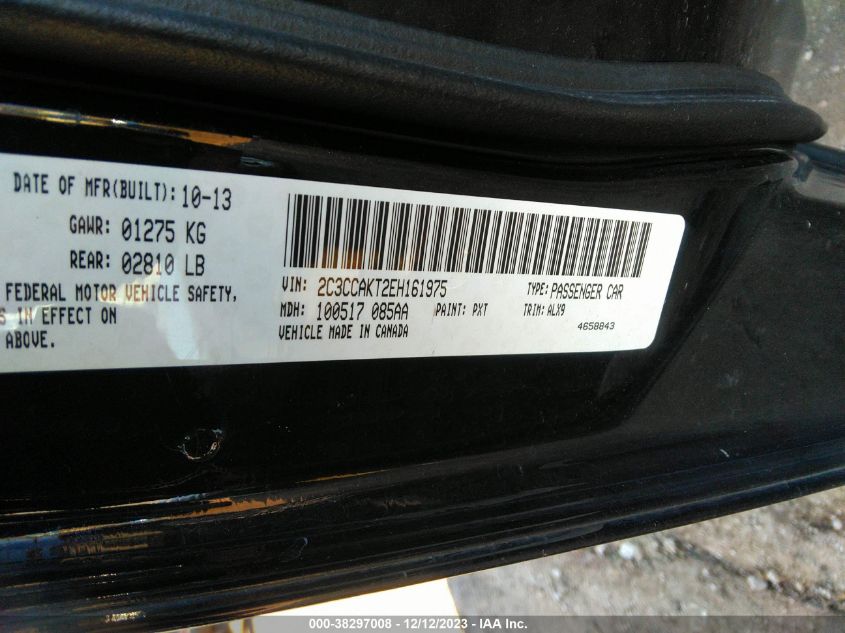 DATE OF MFR(BUILT): 10-13
GAWR: 01275 KG
REAR: 02810 LB
FEDERAL MOTOR VEHICLE SAFETY,
S IN EFFECT ON
ABOVE.
VIN: 2C3CCAKT2EH161975 TYPE: PASSENGER CAR
MDH: 100517 085AA PAINT: PXT TRIM: ALX9
VEHICLE MADE IN CANADA 4658843
000-38297008 - 12/12/2023 - IAA Inc.